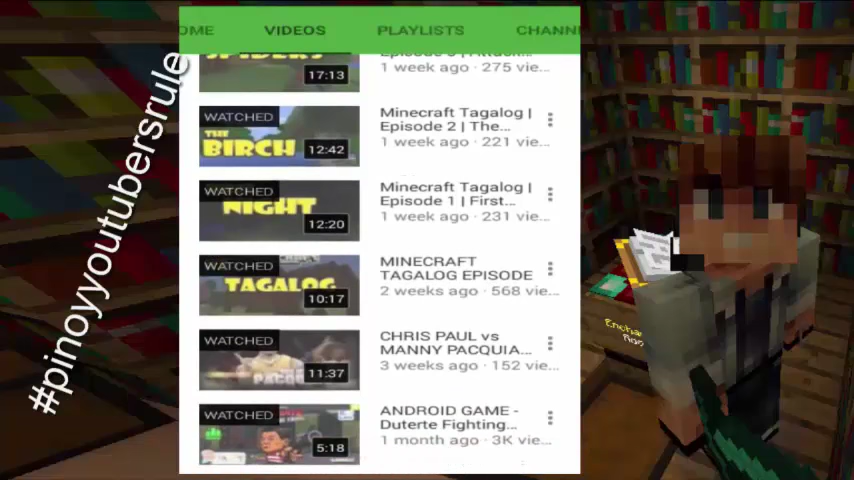 OME VIDEOS PLAYLISTS CHANN
#pinoyyoutubersrule
SPIDERS
17:13
1 week ago · 275 vie...
WATCHED
THE
BIRCH
12:42
Minecraft Tagalog |
Episode 2 | The...
1 week ago · 221 vie...
WATCHED
NIGHT
12:20
Minecraft Tagalog |
Episode 1 | First...
1 week ago · 231 vie...
WATCHED
TAGALOG
10:17
MINECRAFT
TAGALOG EPISODE
2 weeks ago · 568 vie...
WATCHED
11:37
CHRIS PAUL vs
MANNY PACQUIA...
3 weeks ago · 152 vie...
WATCHED
5:18
ANDROID GAME -
Duterte Fighting...
1 month ago · 3K vie...